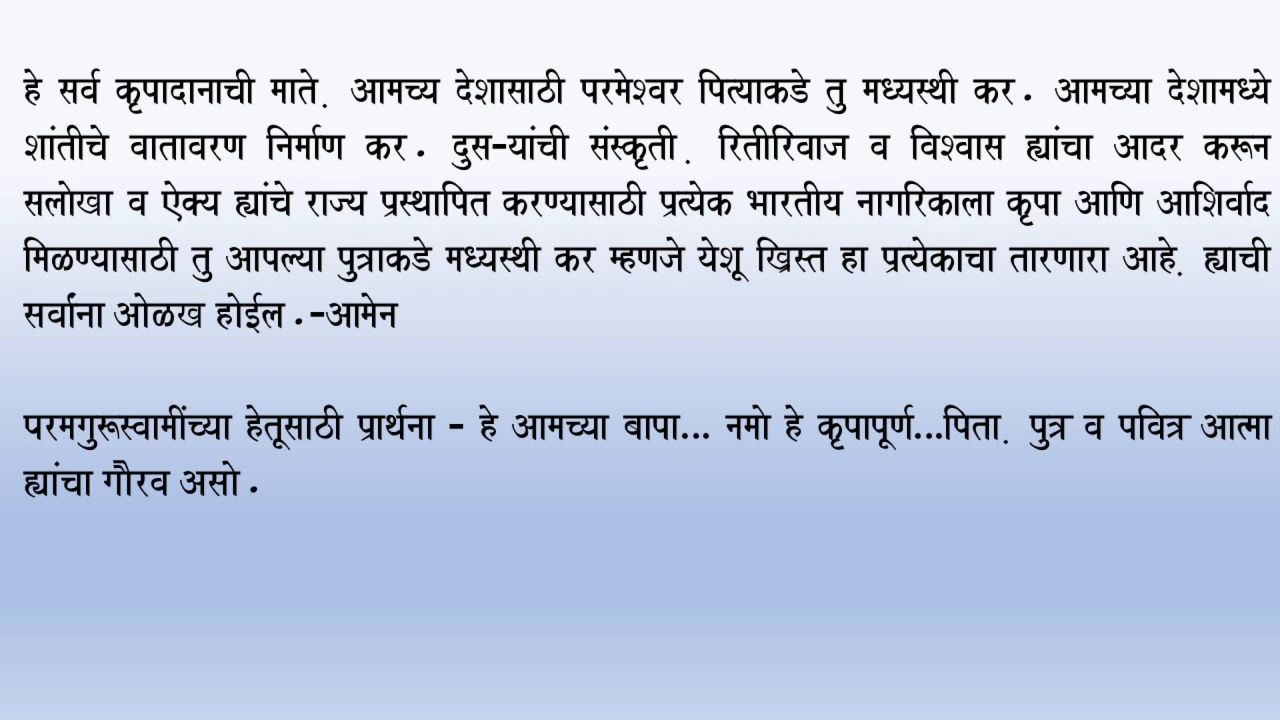 हे सर्व कृपादानाची माते. आमच्य देशासाठी परमेश्वर पित्याकडे तु मध्यस्थी कर. आमच्या देशामध्ये
शांतीचे वातावरण निर्माण कर. दुस-यांची संस्कृती. रितीरिवाज व विश्वास ह्यांचा आदर करून
सलोखा व ऐक्य ह्यांचे राज्य प्रस्थापित करण्यासाठी प्रत्येक भारतीय नागरिकाला कृपा आणि आशिर्वाद
मिळण्यासाठी तु आपल्या पुत्राकडे मध्यस्थी कर म्हणजे येशू ख्रिस्त हा प्रत्येकाचा तारणारा आहे. ह्याची
सर्वांना ओळख होईल.-आमेन
परमगुरूस्वामींच्या हेतूसाठी प्रार्थना - हे आमच्या बापा... नमो हे कृपापूर्ण...पिता. पुत्र व पवित्र आत्मा
ह्यांचा गौरव असो.